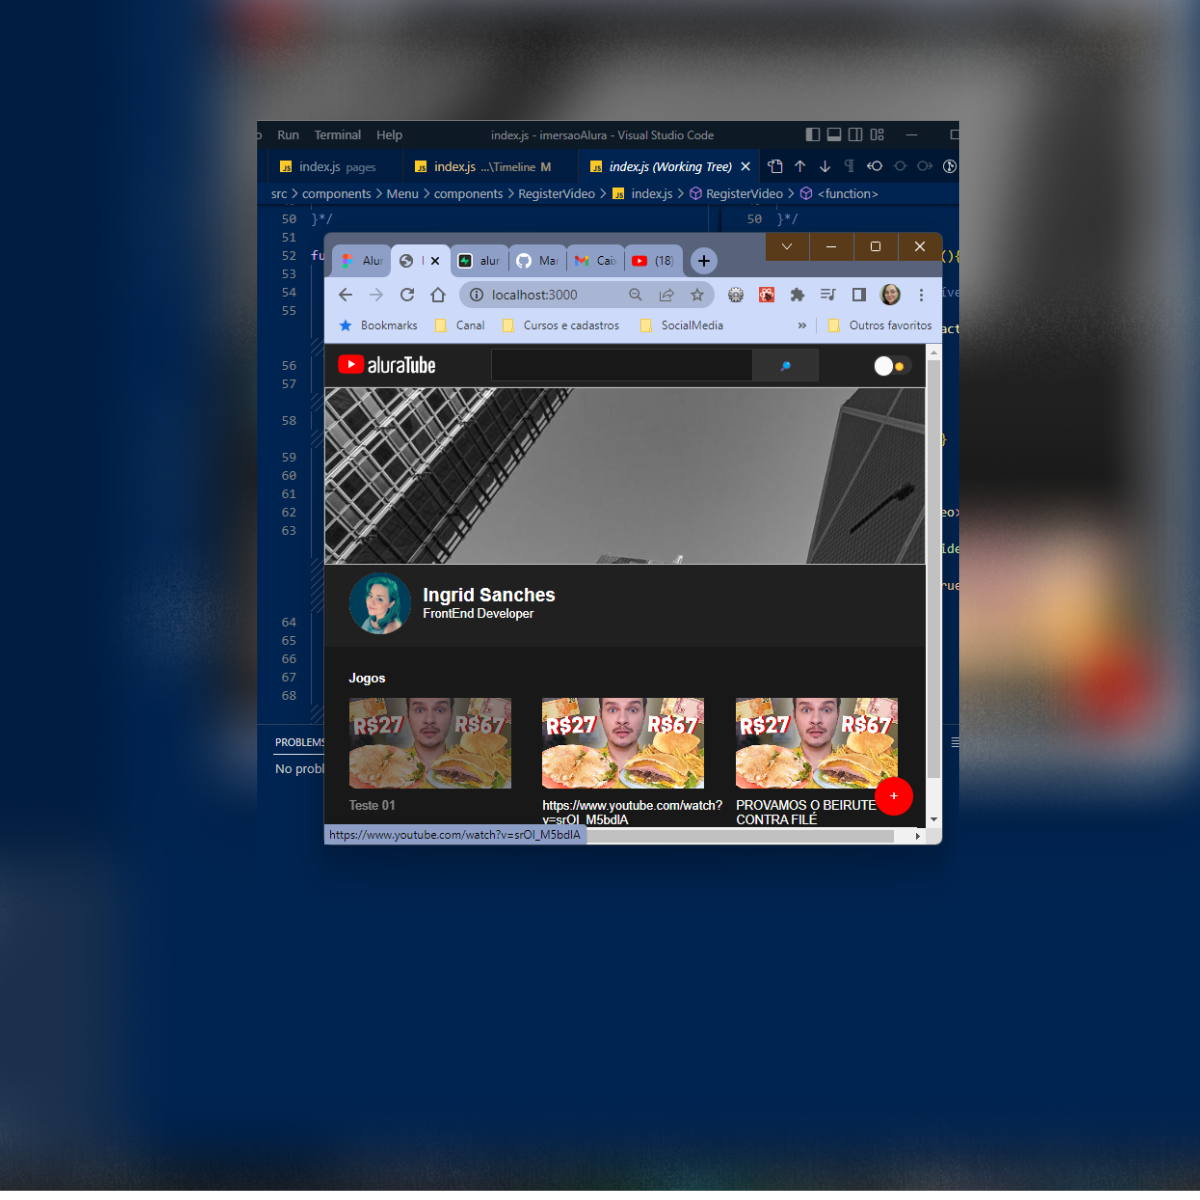 Run Terminal Help index.js - imersaoAlura - Visual Studio Code
index.js pages index.js ...\Timeline M index.js (Working Tree)
src > components > Menu > components > RegisterVideo > index.js > RegisterVideo > <function>
50 }*/ 50 }*/
51
52 fu (){
53
54
55
56
57
58
59
60
61
62
63
64
65
66
67
68
Alur alur Mar Cai (18)
localhost:3000
Bookmarks Canal Cursos e cadastros SocialMedia » Outros favoritos
aluraTube
Ingrid Sanches
FrontEnd Developer
Jogos
R$27 R$67 R$27 R$67 R$27 R$67
Teste 01
https://www.youtube.com/watch?
v=srOI_M5bdIA
PROVAMOS O BEIRUTE
CONTRA FILÉ
+
https://www.youtube.com/watch?v=srOI_M5bdIA
PROBLEMS
No probl